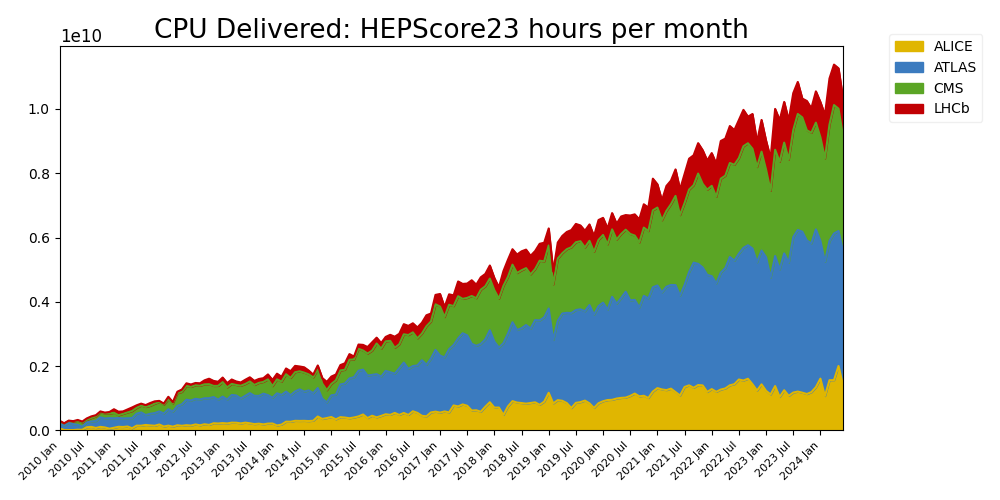 CPU Delivered: HEPScore23 hours per month
1e10
ALICE
ATLAS
CMS
LHCb
1.0
0.8
0.6
0.4
0.2
0.0
2010 Jan
2010 Jul
2011 Jan
2011 Jul
2012 Jan
2012 Jul
2013 Jan
2013 Jul
2014 Jan
2014 Jul
2015 Jan
2015 Jul
2016 Jan
2016 Jul
2017 Jan
2017 Jul
2018 Jan
2018 Jul
2019 Jan
2019 Jul
2020 Jan
2020 Jul
2021 Jan
2021 Jul
2022 Jan
2022 Jul
2023 Jan
2023 Jul
2024 Jan